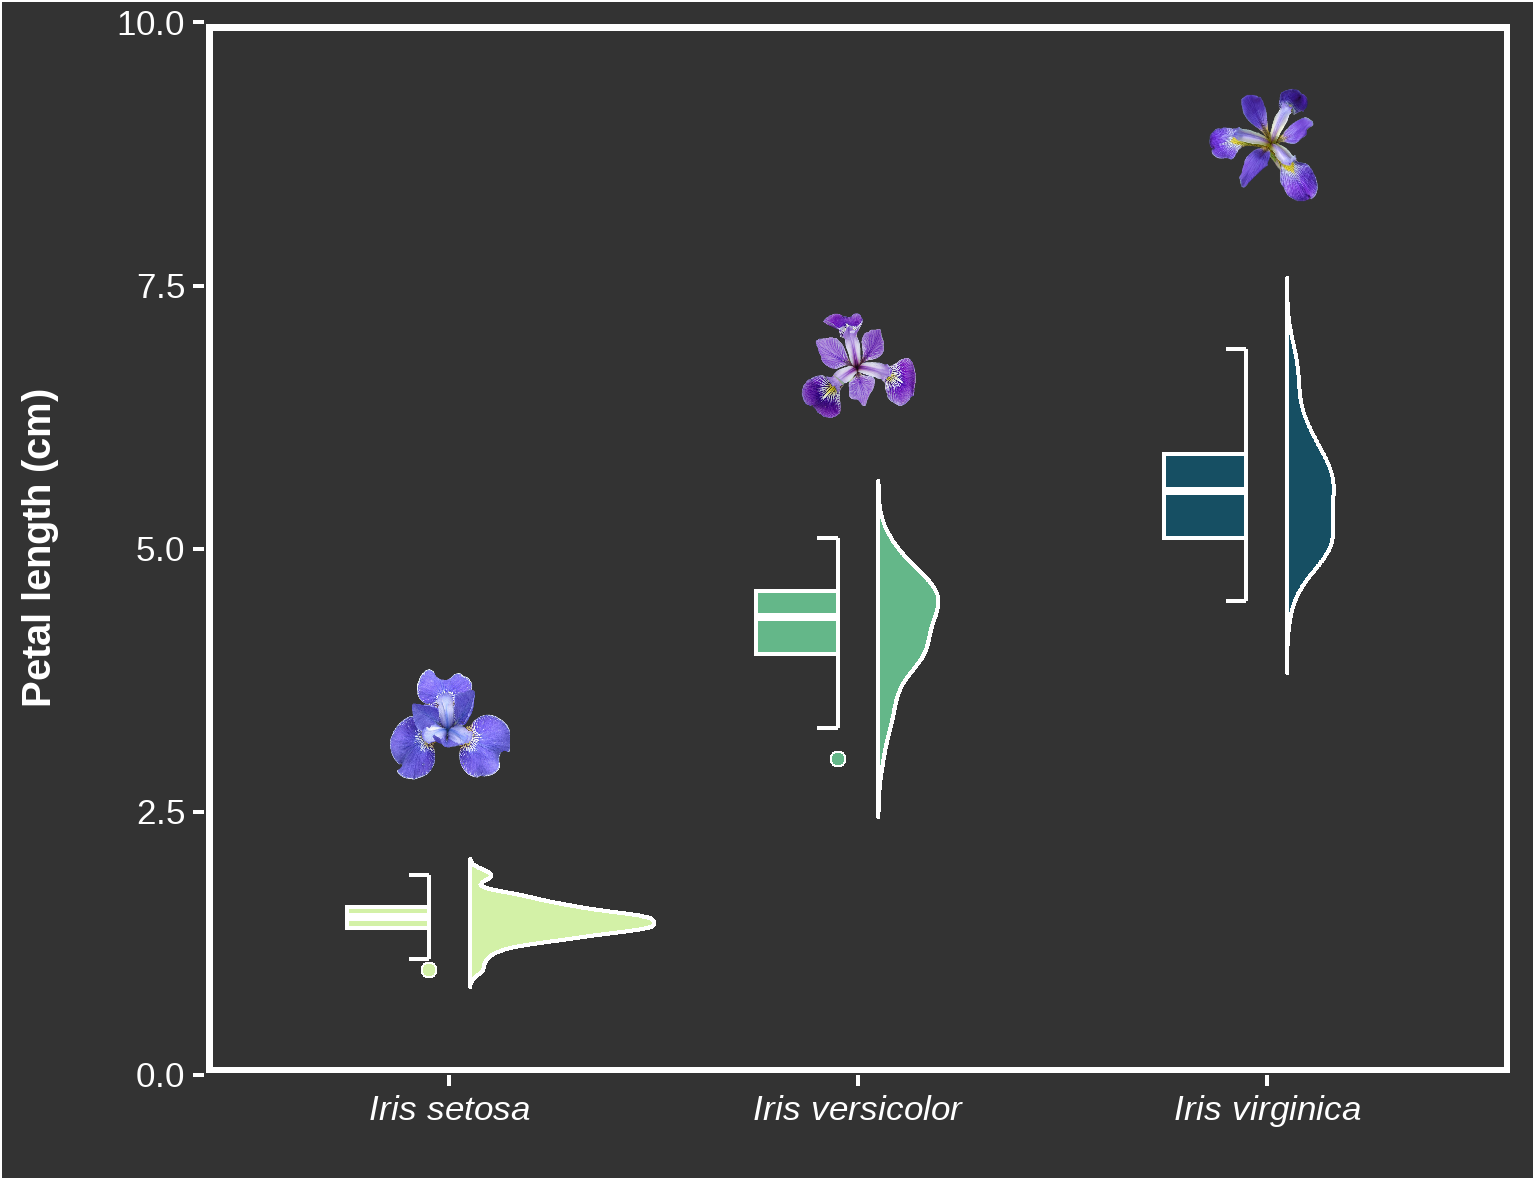 10.0
7.5
5.0
2.5
0.0
Petal length (cm)
Iris setosa
Iris versicolor
Iris virginica